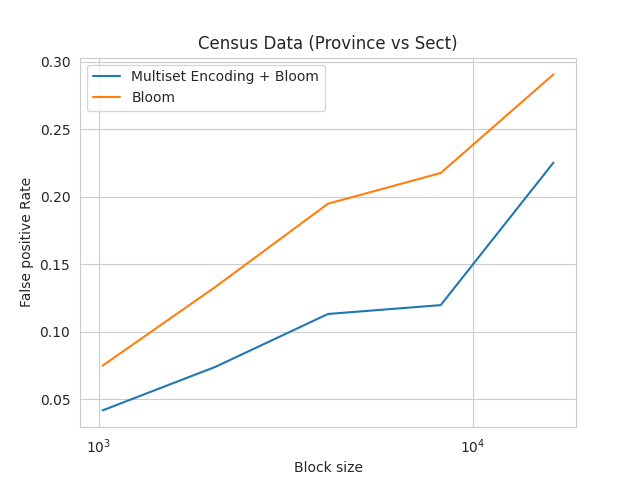 Census Data (Province vs Sect)
Multiset Encoding + Bloom
Bloom
0.30
0.25
0.20
0.15
0.10
0.05
False positive Rate
10³
10⁴
Block size